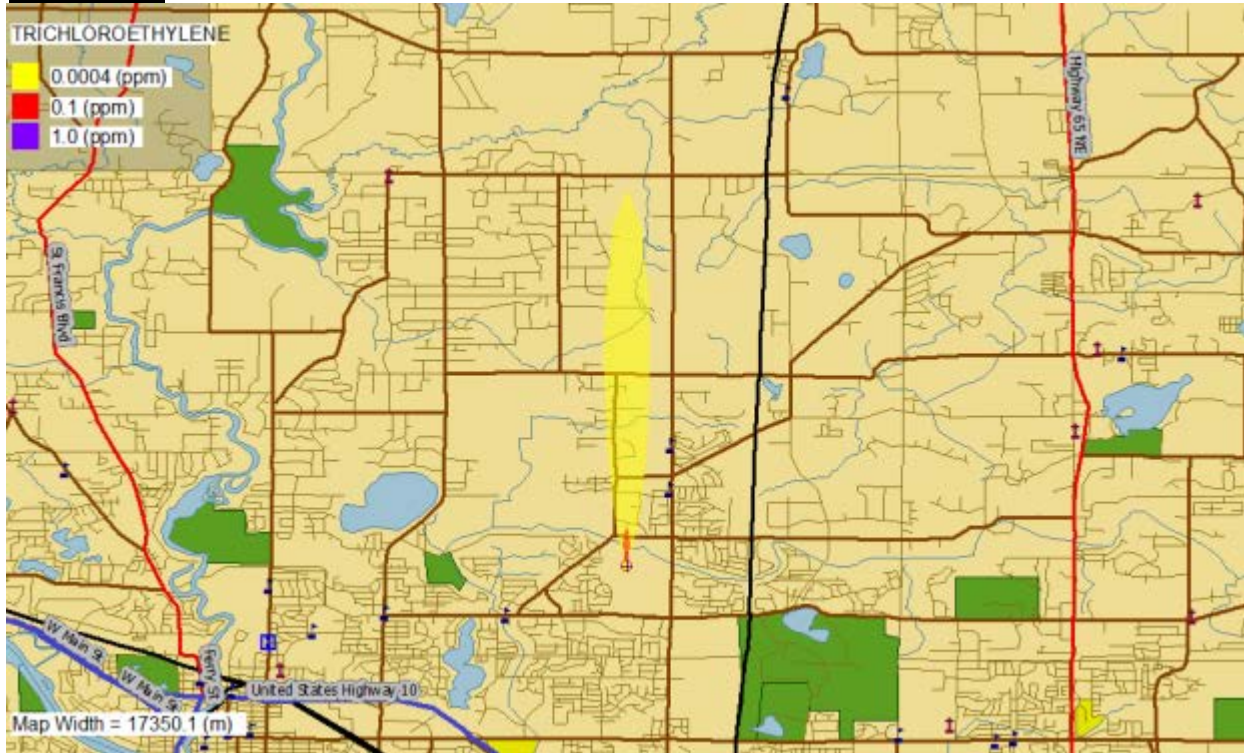 TRICHLOROETHYLENE
0.0004 (ppm)
0.1 (ppm)
1.0 (ppm)
Highway 65 NE
St Francis Blvd
W Main St
W Main St
Ferry St
United States Highway 10
Map Width = 17350.1 (m)